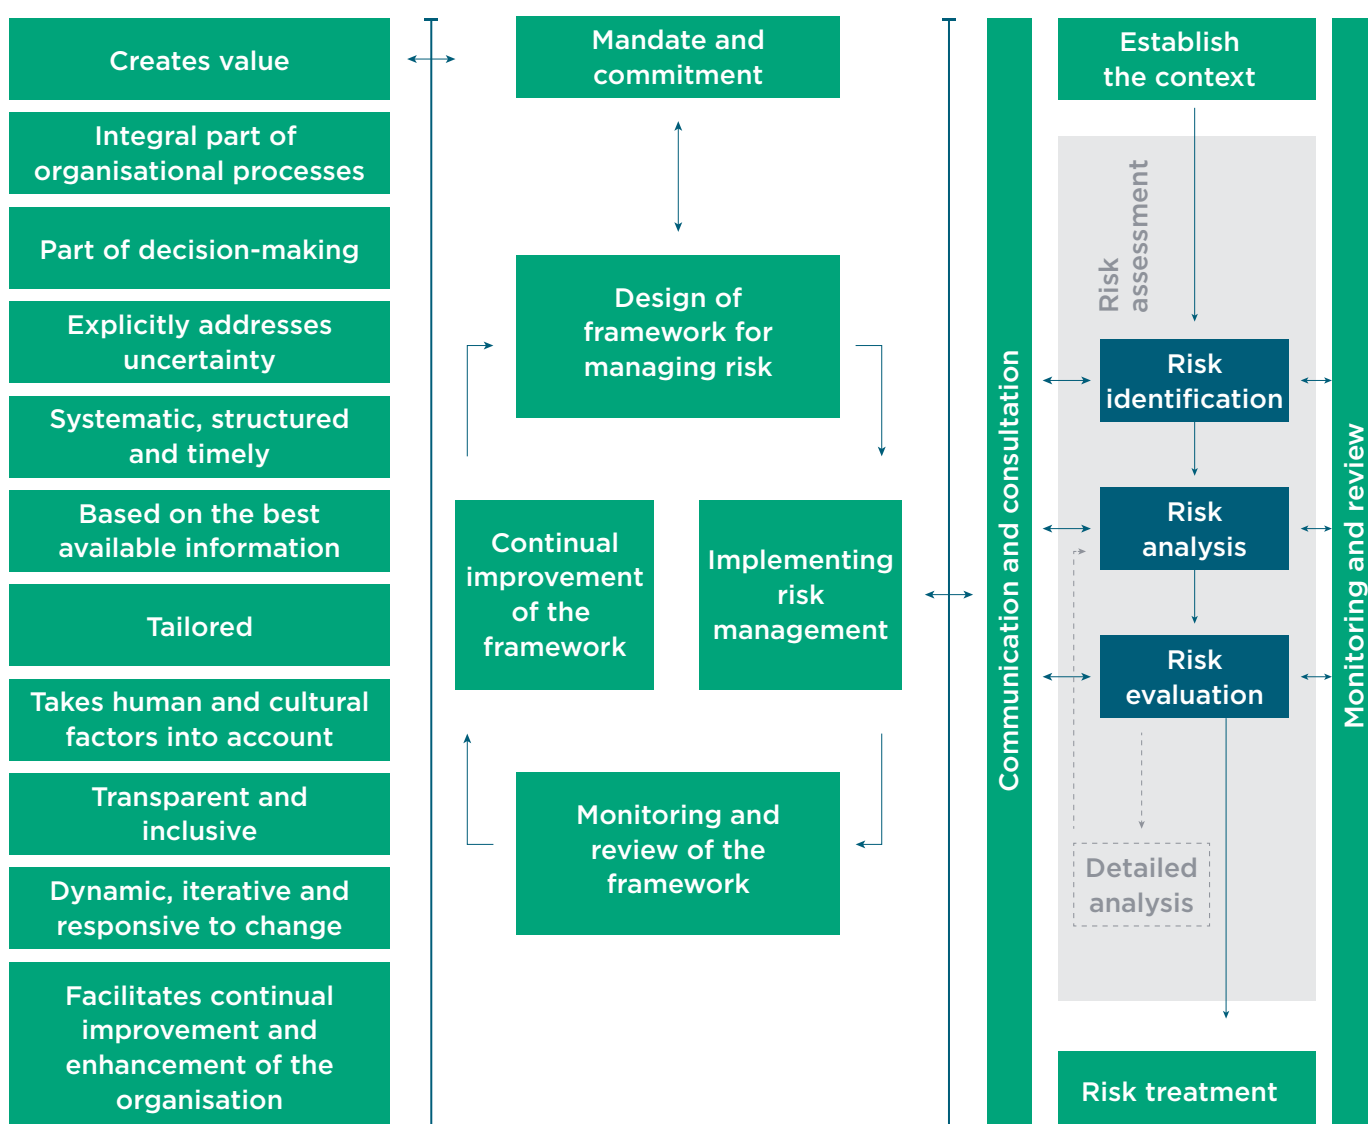 Creates value
Integral part of
organisational processes
Part of decision-making
Explicitly addresses
uncertainty
Systematic, structured
and timely
Based on the best
available information
Tailored
Takes human and cultural
factors into account
Transparent and
inclusive
Dynamic, iterative and
responsive to change
Facilitates continual
improvement and
enhancement of the
organisation
Mandate and
commitment
Design of
framework for
managing risk
Continual
improvement
of the
framework
Implementing
risk
management
Monitoring and
review of the
framework
Communication and consultation
Establish
the context
Risk
assessment
Risk
identification
Risk
analysis
Risk
evaluation
Detailed
analysis
Risk treatment
Monitoring and review